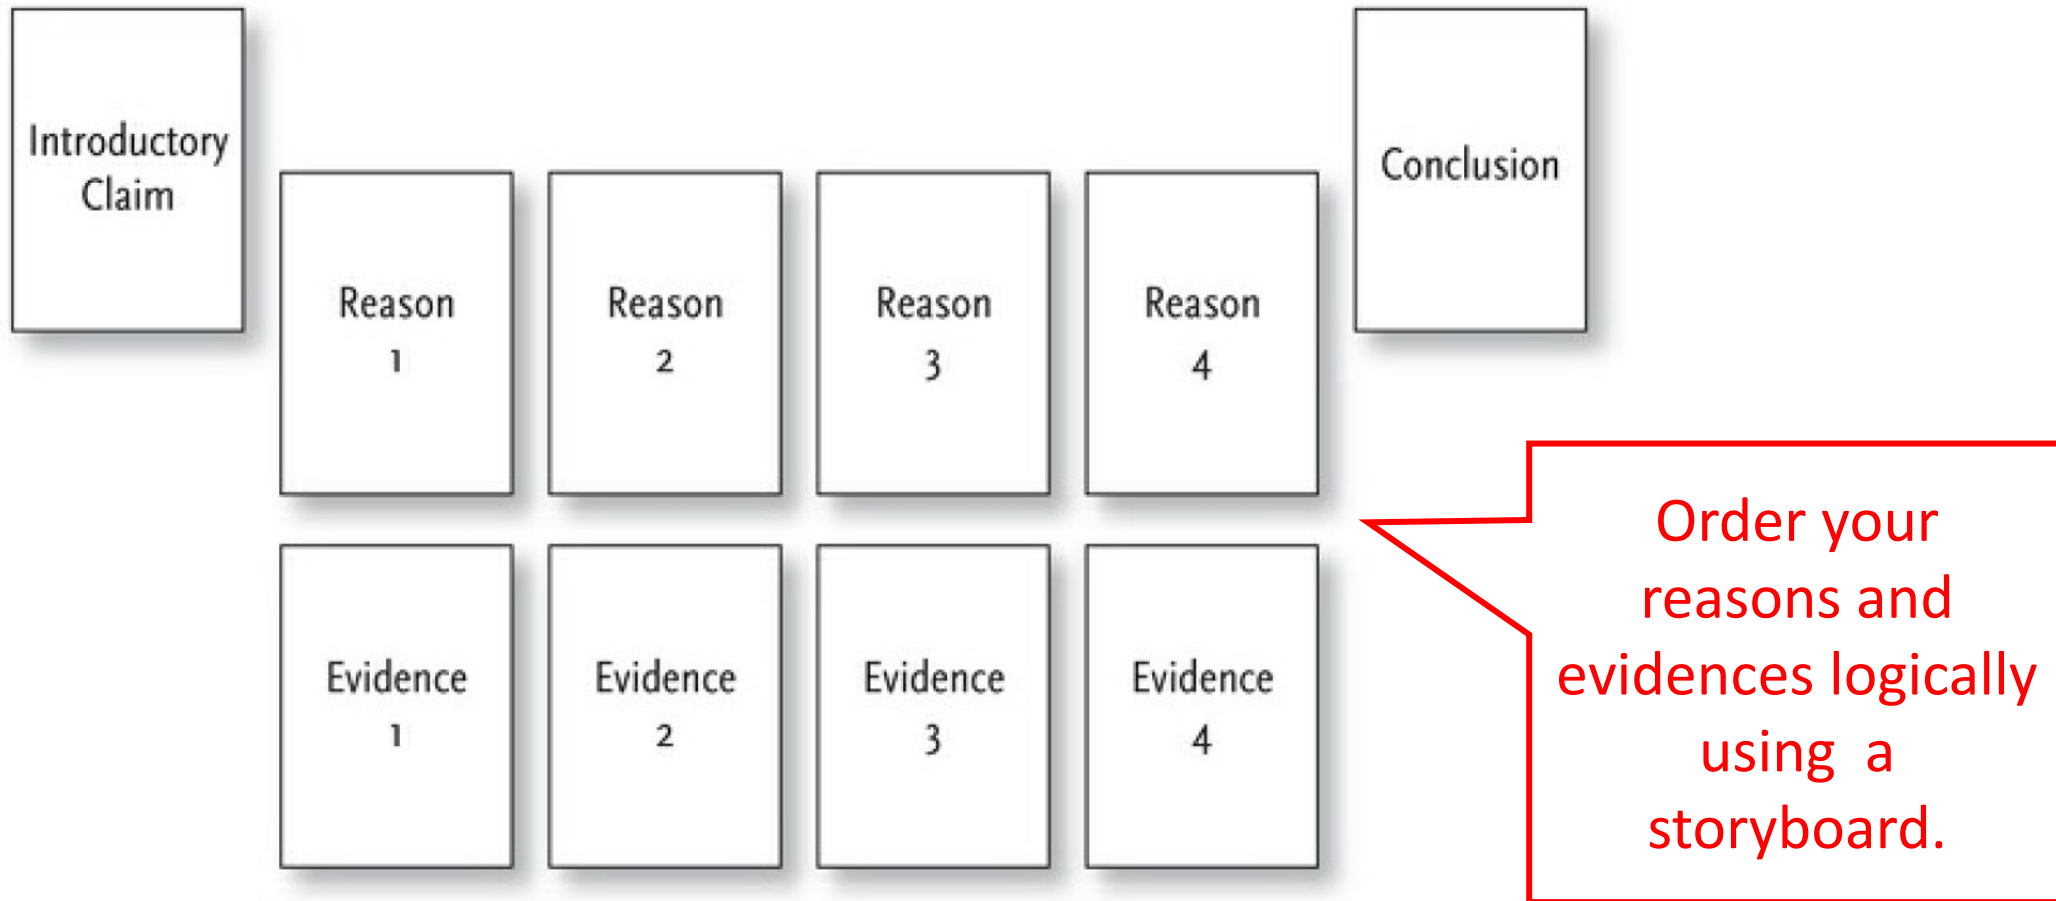 Introductory
Claim
Reason
1
Reason
2
Reason
3
Reason
4
Conclusion
Evidence
1
Evidence
2
Evidence
3
Evidence
4
Order your
reasons and
evidences logically
using  a
storyboard.